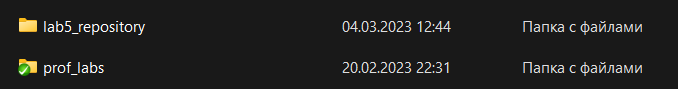 lab5_repository 04.03.2023 12:44 Папка с файлами
prof_labs 20.02.2023 22:31 Папка с файлами